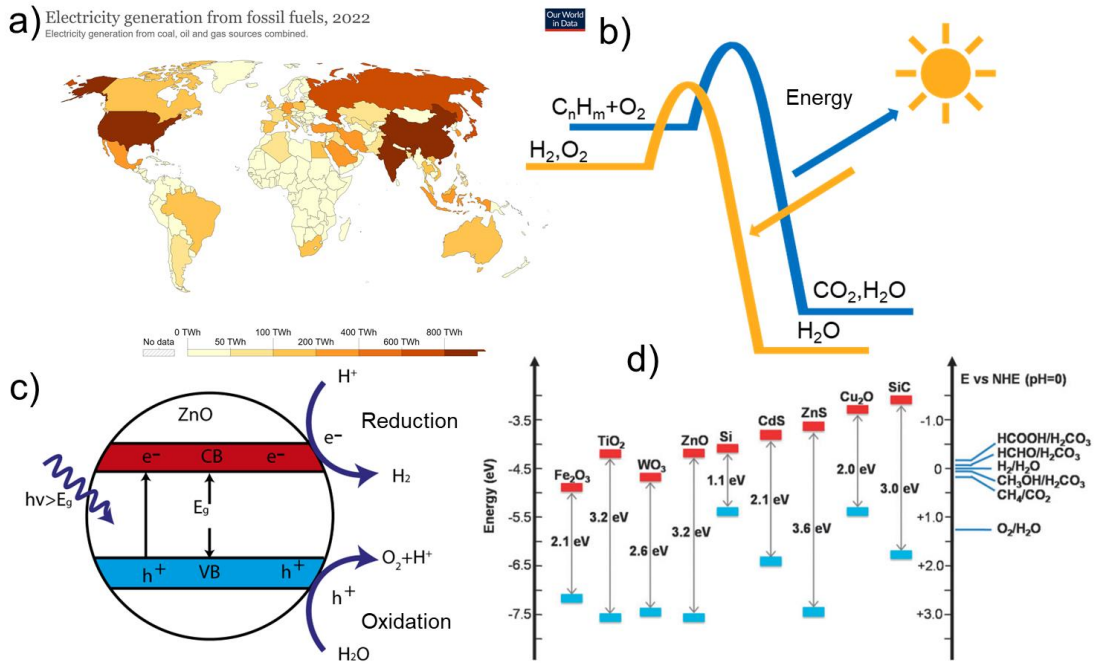 a)
Electricity generation from fossil fuels, 2022
Electricity generation from coal, oil and gas sources combined.
Our World
in Data
No data
0 TWh
50 TWh
100 TWh
200 TWh
400 TWh
600 TWh
800 TWh
b)
Energy
CₙHₘ+O₂
H₂,O₂
CO₂,H₂O
H₂O
c)
ZnO
H⁺
Reduction
e⁻
e⁻ CB e⁻
H₂
hν>E_g
E_g
h⁺ VB h⁺
O₂+H⁺
h⁺
Oxidation
H₂O
d)
Energy (eV)
-3.5
-4.5
-5.5
-6.5
-7.5
Fe₂O₃
2.1 eV
TiO₂
3.2 eV
WO₃
2.6 eV
ZnO
3.2 eV
Si
1.1 eV
CdS
2.1 eV
ZnS
3.6 eV
Cu₂O
2.0 eV
SiC
3.0 eV
E vs NHE (pH=0)
-1.0
0
+1.0
+2.0
+3.0
HCOOH/H₂CO₃
HCHO/H₂CO₃
H₂/H₂O
CH₃OH/H₂CO₃
CH₄/CO₂
O₂/H₂O